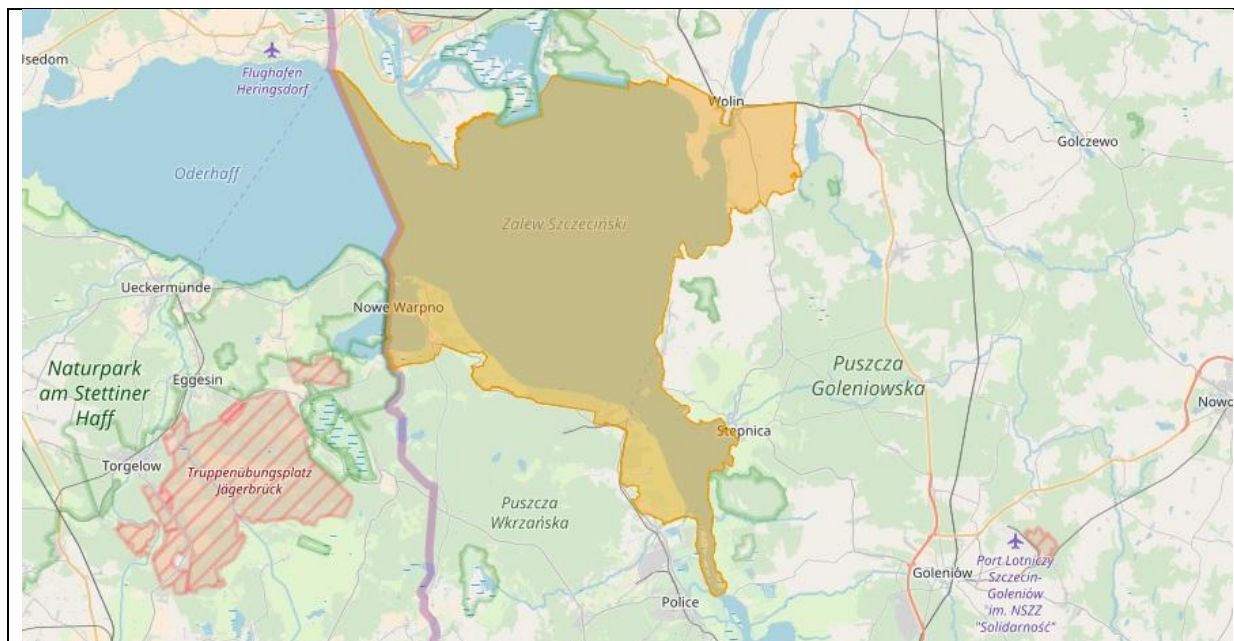 Usedom
Flughafen
Heringsdorf
Wolin
Golczewo
Oderhaff
Zalew Szczeciński
Ueckermünde
Nowe Warpno
Naturpark
am Stettiner
Haff
Eggesin
Puszcza
Goleniowska
Stepnica
Torgelow
Truppenübungsplatz
Jägerbrück
Puszcza
Wkrzańska
Police
Goleniów
Port Lotniczy
Szczecin-
Goleniów
im. NSZZ
"Solidarność"